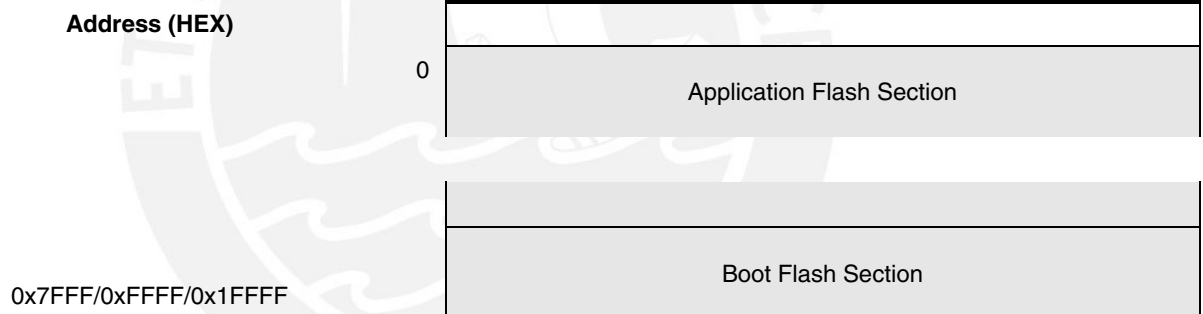 Address (HEX)
0
Application Flash Section
Boot Flash Section
0x7FFF/0xFFFF/0x1FFFF